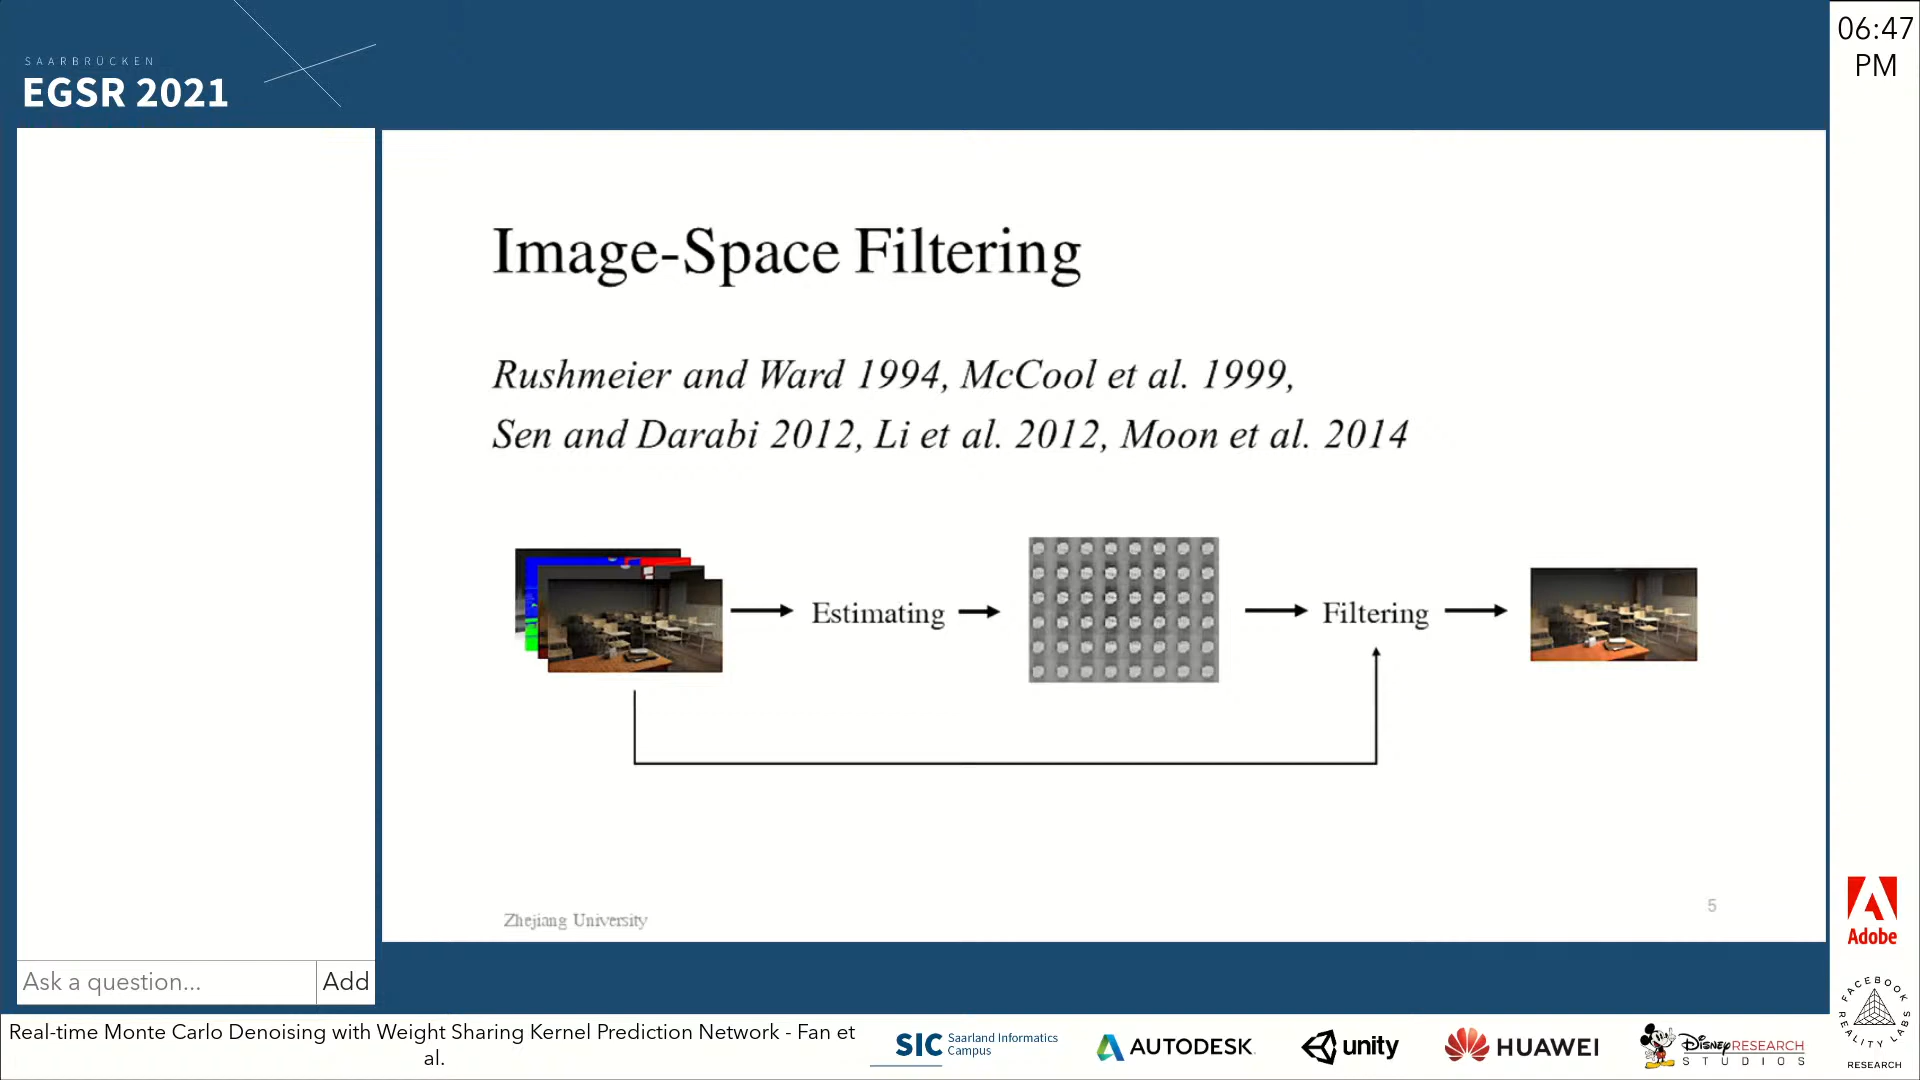 SAARBRÜCKEN
EGSR 2021
06:47
PM
Image-Space Filtering
Rushmeier and Ward 1994, McCool et al. 1999,
Sen and Darabi 2012, Li et al. 2012, Moon et al. 2014
Estimating
Filtering
Zhejiang University
5
Ask a question...
Add
Real-time Monte Carlo Denoising with Weight Sharing Kernel Prediction Network - Fan et
al.
SIC Saarland Informatics
Campus
AUTODESK
unity
HUAWEI
DISNEY RESEARCH
STUDIOS
Adobe
FACEBOOK
REALITY LABS
RESEARCH